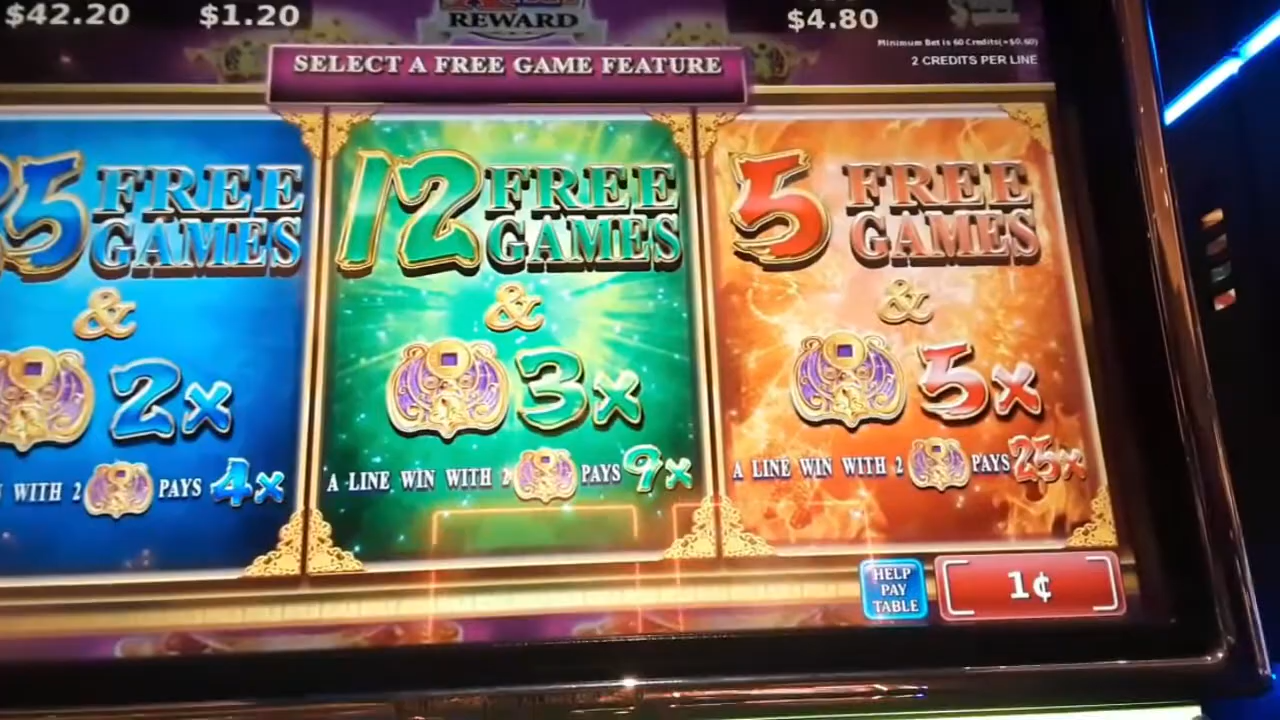 $42.20 $1.20 REWARD $4.80
Minimum Bet is 60 Credits(=$0.60)
2 CREDITS PER LINE
SELECT A FREE GAME FEATURE
5 FREE GAMES
&
2x
WITH 2 PAYS 4x
12 FREE GAMES
&
3x
A LINE WIN WITH 2 PAYS 9x
5 FREE GAMES
&
5x
A LINE WIN WITH 2 PAYS 25x
HELP
PAY
TABLE
1¢